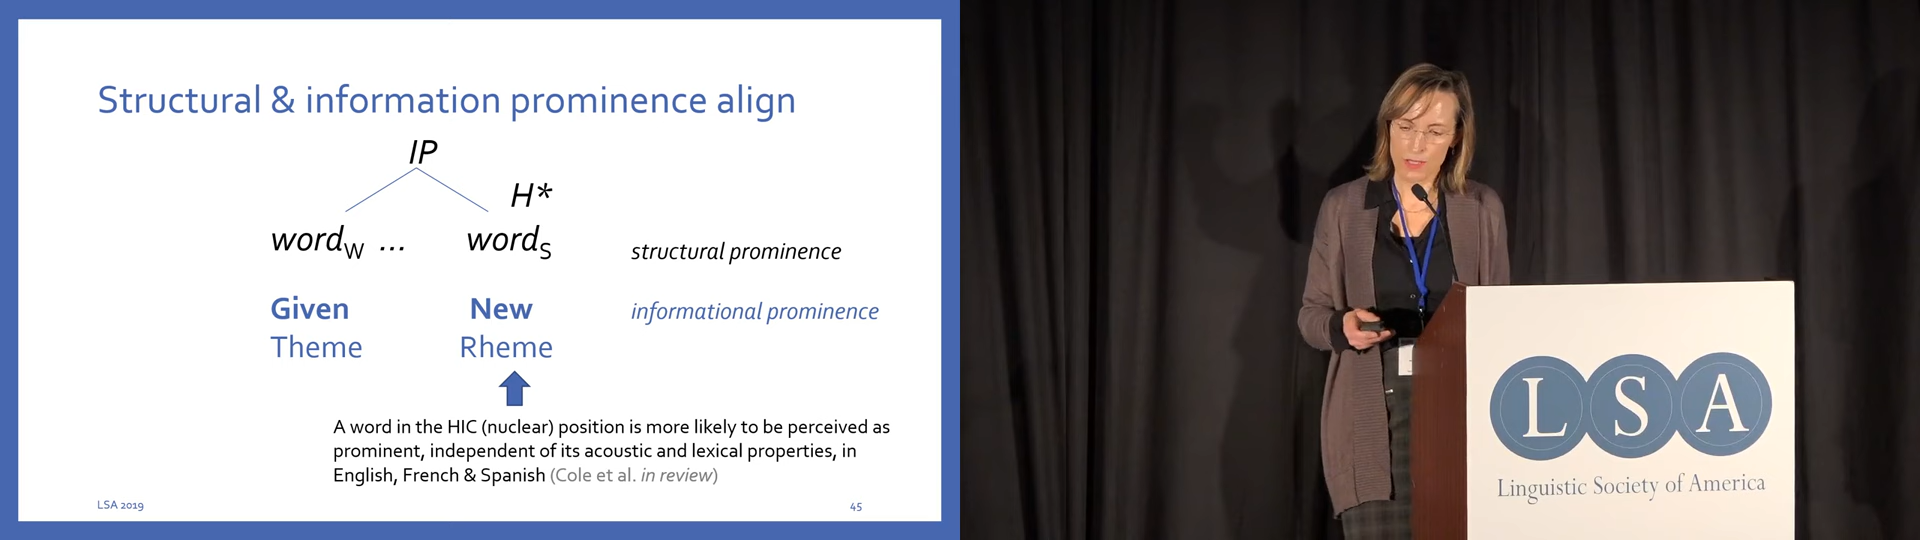 Structural & information prominence align
IP
H*
wordW ... wordS
structural prominence
Given New
informational prominence
Theme Rheme
A word in the HIC (nuclear) position is more likely to be perceived as
prominent, independent of its acoustic and lexical properties, in
English, French & Spanish (Cole et al. in review)
LSA 2019
45
LSA
Linguistic Society of America